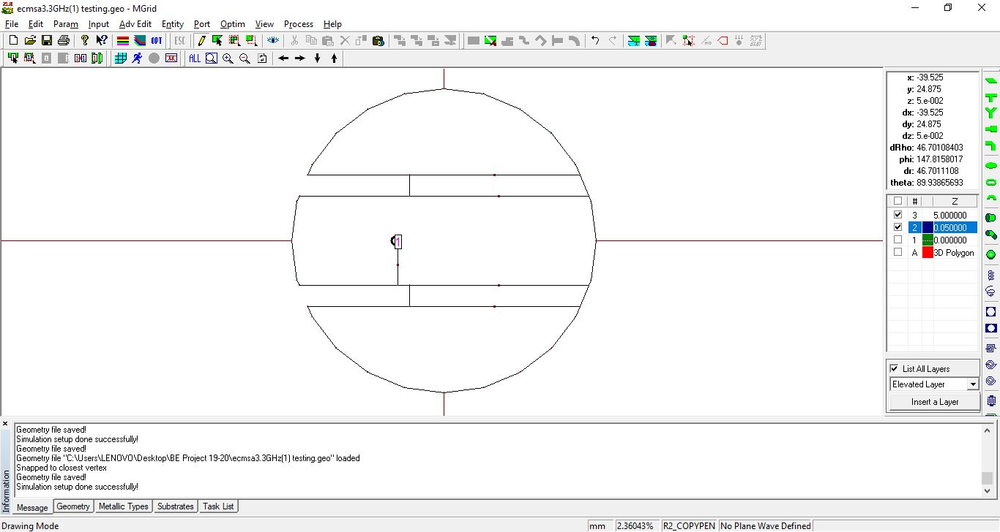 ecmsa3.3GHz(1) testing.geo - MGrid
File Edit Param Input Adv Edit Entity Port Optim View Process Help
OPT ESC
ALL
x: -39.525
y: 24.875
z: 5.e-002
dx: -39.525
dy: 24.875
dz: 5.e-002
dRho: 46.70108403
phi: 147.8158017
dr: 46.7011108
theta: 89.93865693
# Z
3 5.000000
2 0.050000
1 0.000000
A 3D Polygon
1
List All Layers
Elevated Layer
Insert a Layer
Geometry file saved!
Simulation setup done successfully!
Geometry file saved!
Geometry file "C:\Users\LENOVO\Desktop\BE Project 19-20\ecmsa3.3GHz(1) testing.geo" loaded
Snapped to closest vertex
Geometry file saved!
Simulation setup done successfully!
Information
Message Geometry Metallic Types Substrates Task List
Drawing Mode mm 2.36043% R2_COPYPEN No Plane Wave Defined